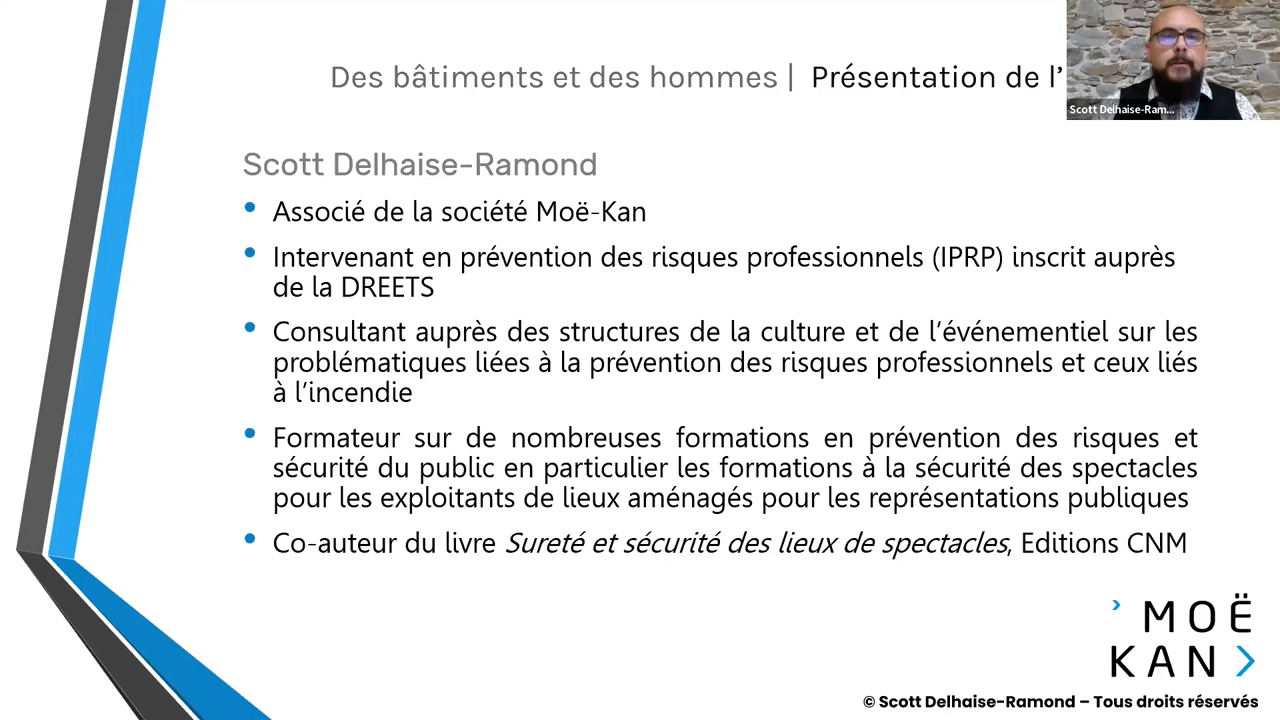 Des bâtiments et des hommes | Présentation de l’
Scott Delhaise-Ram...
Scott Delhaise-Ramond
• Associé de la société Moë-Kan
• Intervenant en prévention des risques professionnels (IPRP) inscrit auprès
de la DREETS
• Consultant auprès des structures de la culture et de l’événementiel sur les
problématiques liées à la prévention des risques professionnels et ceux liés
à l’incendie
• Formateur sur de nombreuses formations en prévention des risques et
sécurité du public en particulier les formations à la sécurité des spectacles
pour les exploitants de lieux aménagés pour les représentations publiques
• Co-auteur du livre Sureté et sécurité des lieux de spectacles, Editions CNM
MOË
KAN
© Scott Delhaise-Ramond – Tous droits réservés